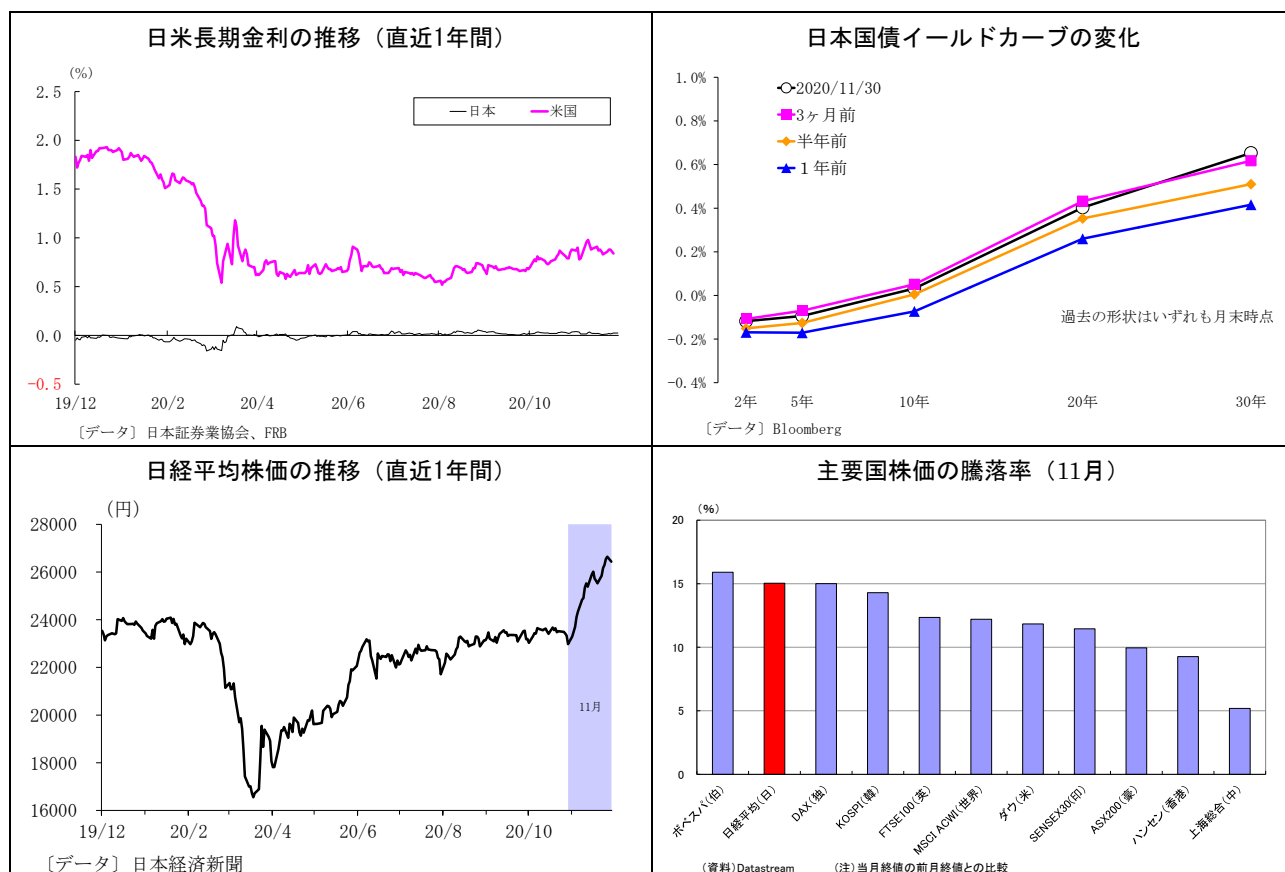 日米長期金利の推移（直近1年間）
(%)
2.5
2.0
1.5
1.0
0.5
0.0
-0.5
日本
米国
19/12
20/2
20/4
20/6
20/8
20/10
〔データ〕日本証券業協会、FRB
日本国債イールドカーブの変化
1.0%
0.8%
0.6%
0.4%
0.2%
0.0%
-0.2%
-0.4%
2020/11/30
3ヶ月前
半年前
１年前
過去の形状はいずれも月末時点
2年
5年
10年
20年
30年
〔データ〕Bloomberg
日経平均株価の推移（直近1年間）
（円）
28000
26000
24000
22000
20000
18000
16000
11月
19/12
20/2
20/4
20/6
20/8
20/10
〔データ〕日本経済新聞
主要国株価の騰落率（11月）
（%）
20
15
10
5
0
ボベスパ(伯)
日経平均(日)
DAX(独)
KOSPI(韓)
FTSE100(英)
MSCI ACWI(世界)
ダウ(米)
SENSEX30(印)
ASX200(豪)
ハンセン(香港)
上海総合(中)
（資料）Datastream　（注）当月終値の前月終値との比較